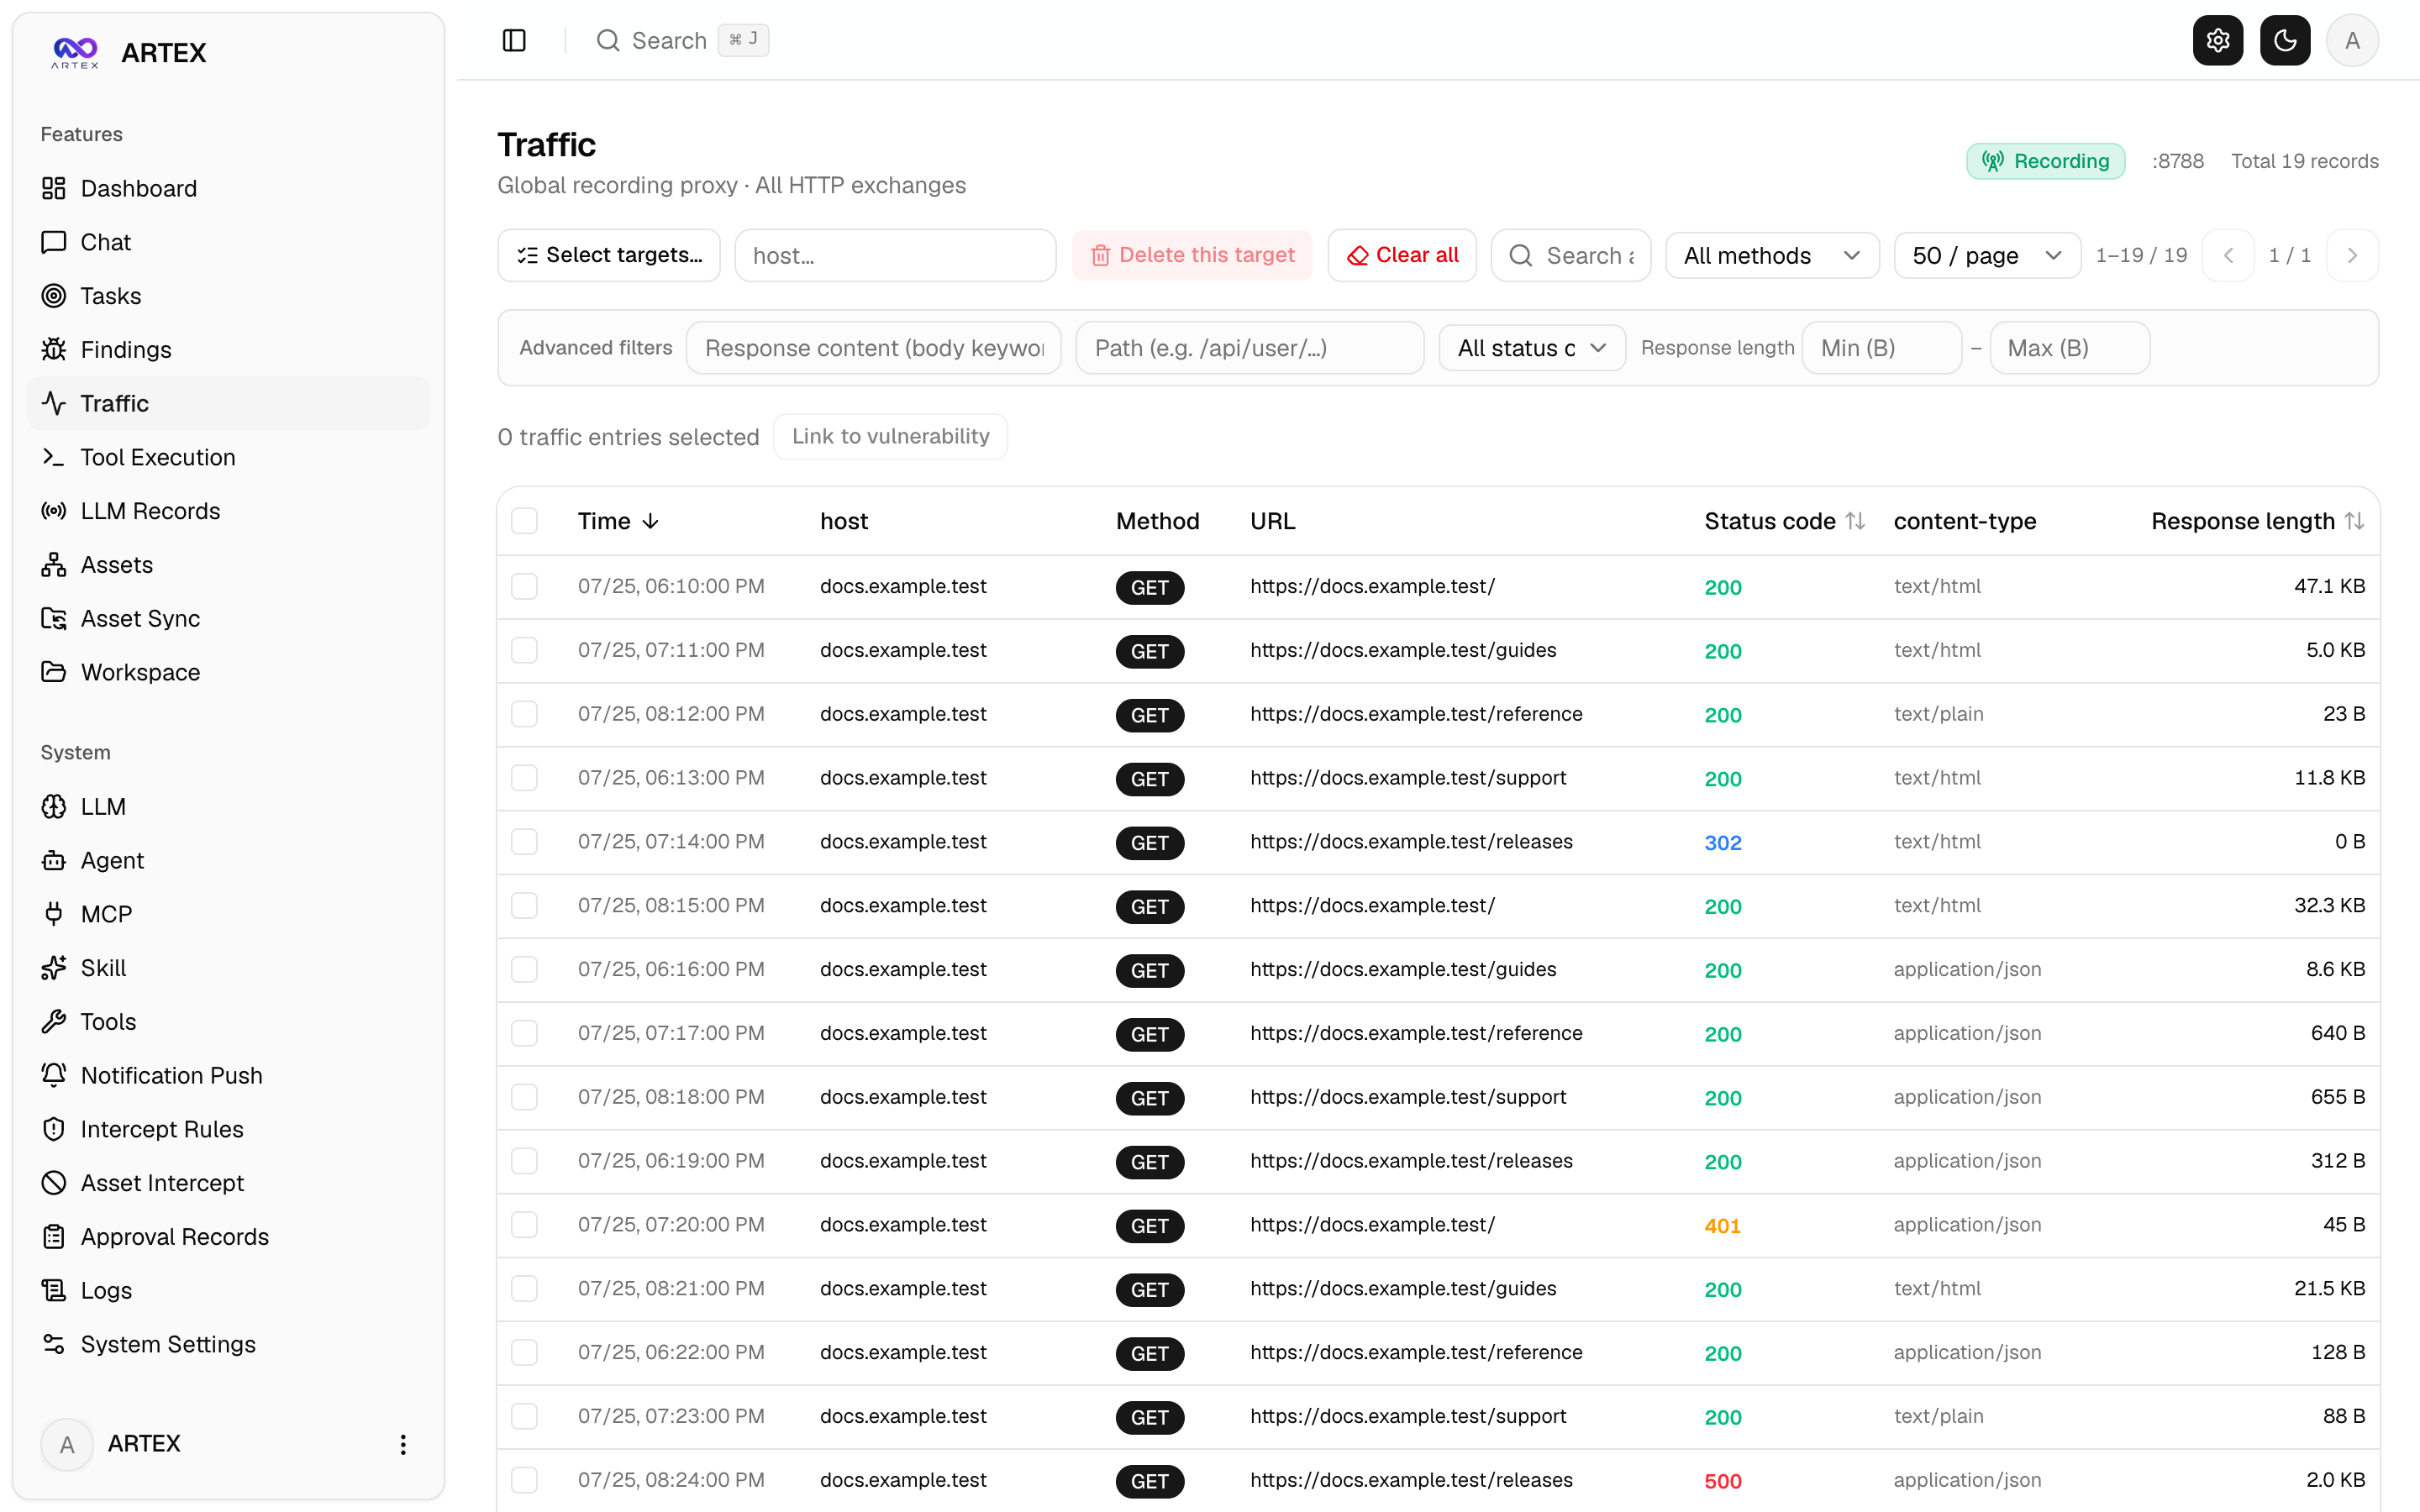 ARTEX
ARTEX
Features
Dashboard
Chat
Tasks
Findings
Traffic
Tool Execution
LLM Records
Assets
Asset Sync
Workspace
System
LLM
Agent
MCP
Skill
Tools
Notification Push
Intercept Rules
Asset Intercept
Approval Records
Logs
System Settings
A ARTEX
Search ⌘ J
A
Traffic
Global recording proxy · All HTTP exchanges
Recording :8788 Total 19 records
Select targets... host... Delete this target Clear all Search a All methods 50 / page 1–19 / 19 1 / 1
Advanced filters Response content (body keywor Path (e.g. /api/user/...) All status c Response length Min (B) – Max (B)
0 traffic entries selected Link to vulnerability
Time host Method URL Status code content-type Response length
07/25, 06:10:00 PM docs.example.test GET https://docs.example.test/ 200 text/html 47.1 KB
07/25, 07:11:00 PM docs.example.test GET https://docs.example.test/guides 200 text/html 5.0 KB
07/25, 08:12:00 PM docs.example.test GET https://docs.example.test/reference 200 text/plain 23 B
07/25, 06:13:00 PM docs.example.test GET https://docs.example.test/support 200 text/html 11.8 KB
07/25, 07:14:00 PM docs.example.test GET https://docs.example.test/releases 302 text/html 0 B
07/25, 08:15:00 PM docs.example.test GET https://docs.example.test/ 200 text/html 32.3 KB
07/25, 06:16:00 PM docs.example.test GET https://docs.example.test/guides 200 application/json 8.6 KB
07/25, 07:17:00 PM docs.example.test GET https://docs.example.test/reference 200 application/json 640 B
07/25, 08:18:00 PM docs.example.test GET https://docs.example.test/support 200 application/json 655 B
07/25, 06:19:00 PM docs.example.test GET https://docs.example.test/releases 200 application/json 312 B
07/25, 07:20:00 PM docs.example.test GET https://docs.example.test/ 401 application/json 45 B
07/25, 08:21:00 PM docs.example.test GET https://docs.example.test/guides 200 text/html 21.5 KB
07/25, 06:22:00 PM docs.example.test GET https://docs.example.test/reference 200 application/json 128 B
07/25, 07:23:00 PM docs.example.test GET https://docs.example.test/support 200 text/plain 88 B
07/25, 08:24:00 PM docs.example.test GET https://docs.example.test/releases 500 application/json 2.0 KB